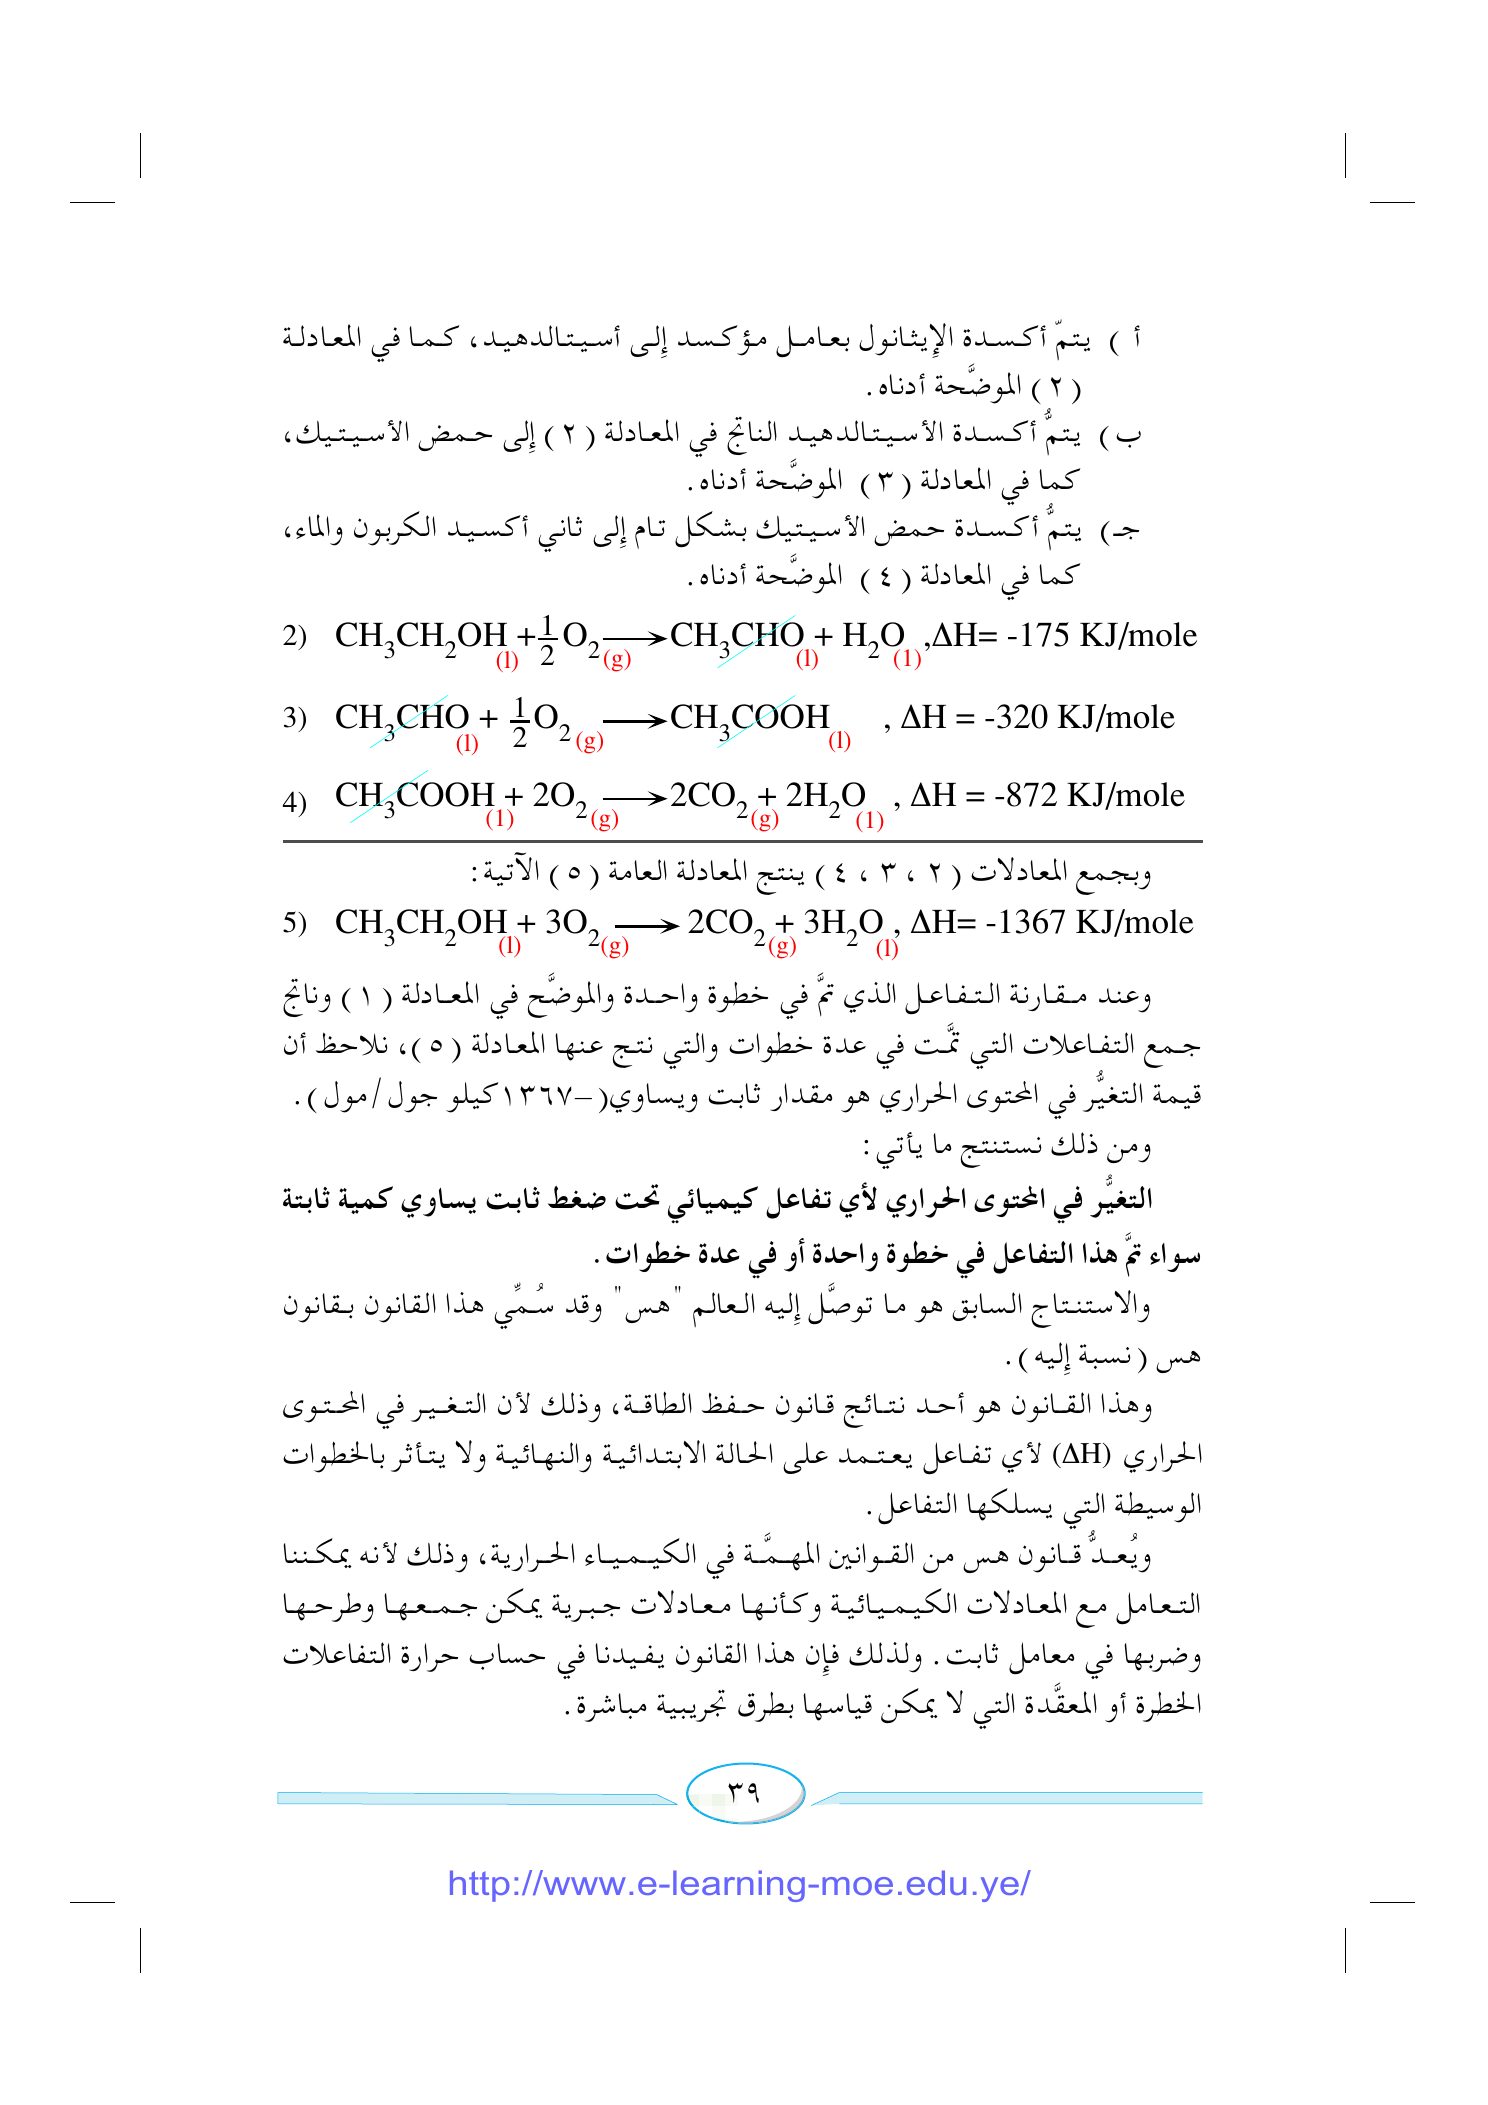 أ ) يتمّ أكسدة الإيثانول بعامل مؤكسد إلى أسيتالدهيد، كما في المعادلة
( ٢ ) الموضَّحة أدناه.
ب) يتمُّ أكسدة الأسيتالدهيد الناتج في المعادلة ( ٢ ) إلى حمض الأسيتيك،
كما في المعادلة ( ٣ ) الموضَّحة أدناه.
جـ) يتمُّ أكسدة حمض الأسيتيك بشكل تام إلى ثاني أكسيد الكربون والماء،
كما في المعادلة ( ٤ ) الموضَّحة أدناه.
2) CH₃CH₂OH(l) + 1/2 O₂(g) ⟶ CH₃CHO(l) + H₂O(1) ,ΔH= -175 KJ/mole
3) CH₃CHO(l) + 1/2 O₂(g) ⟶ CH₃COOH(l) , ΔH = -320 KJ/mole
4) CH₃COOH(1) + 2O₂(g) ⟶ 2CO₂(g) + 2H₂O(1) , ΔH = -872 KJ/mole
وبجمع المعادلات ( ٢ ، ٣ ، ٤ ) ينتج المعادلة العامة ( ٥ ) الآتية:
5) CH₃CH₂OH(l) + 3O₂(g) ⟶ 2CO₂(g) + 3H₂O(l) , ΔH= -1367 KJ/mole
وعند مقارنة التفاعل الذي تمَّ في خطوة واحدة والموضَّح في المعادلة ( ١ ) وناتج
جمع التفاعلات التي تمَّت في عدة خطوات والتي نتج عنها المعادلة ( ٥ )، نلاحظ أن
قيمة التغيُّر في المحتوى الحراري هو مقدار ثابت ويساوي(–١٣٦٧كيلو جول/مول).
ومن ذلك نستنتج ما يأتي:
التغيُّر في المحتوى الحراري لأي تفاعل كيميائي تحت ضغط ثابت يساوي كمية ثابتة
سواء تمَّ هذا التفاعل في خطوة واحدة أو في عدة خطوات.
والاستنتاج السابق هو ما توصَّل إليه العالم "هس" وقد سُمِّي هذا القانون بقانون
هس (نسبة إليه).
وهذا القانون هو أحد نتائج قانون حفظ الطاقة، وذلك لأن التغيير في المحتوى
الحراري (ΔH) لأي تفاعل يعتمد على الحالة الابتدائية والنهائية ولا يتأثر بالخطوات
الوسيطة التي يسلكها التفاعل.
ويُعدُّ قانون هس من القوانين المهمَّة في الكيمياء الحرارية، وذلك لأنه يمكننا
التعامل مع المعادلات الكيميائية وكأنها معادلات جبرية يمكن جمعها وطرحها
وضربها في معامل ثابت. ولذلك فإن هذا القانون يفيدنا في حساب حرارة التفاعلات
الخطرة أو المعقَّدة التي لا يمكن قياسها بطرق تجريبية مباشرة.
٣٩
http://www.e-learning-moe.edu.ye/